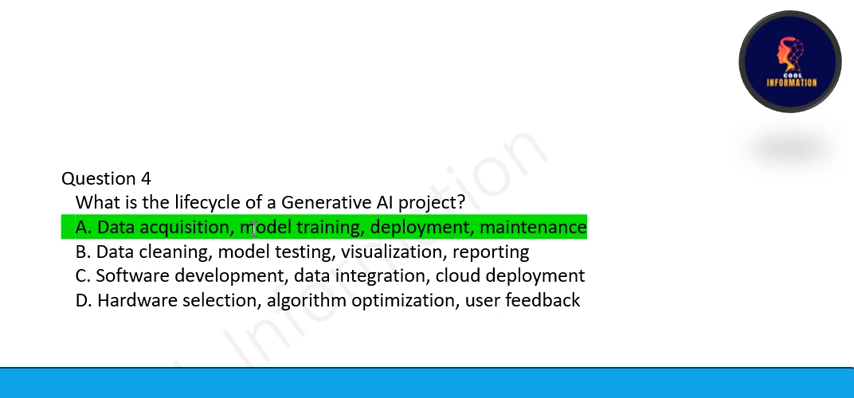 COOL
INFORMATION
Question 4
What is the lifecycle of a Generative AI project?
A. Data acquisition, model training, deployment, maintenance
B. Data cleaning, model testing, visualization, reporting
C. Software development, data integration, cloud deployment
D. Hardware selection, algorithm optimization, user feedback
Information